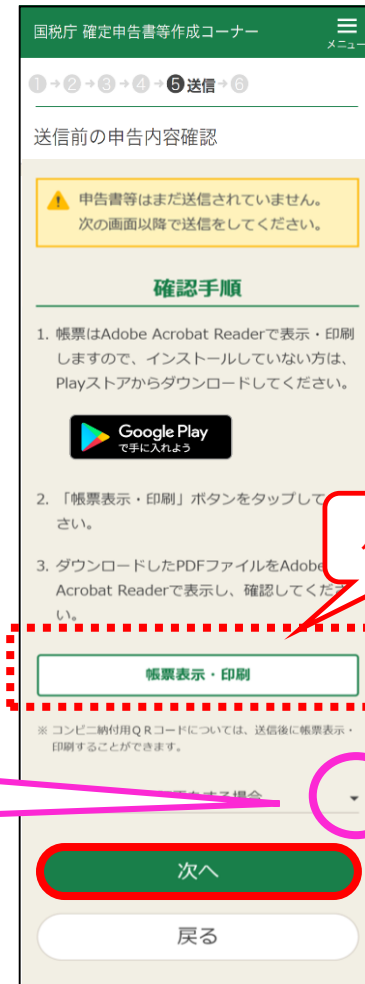 国税庁 確定申告書等作成コーナー
メニュー
1→2→3→4→5送信→6
送信前の申告内容確認
申告書等はまだ送信されていません。
次の画面以降で送信をしてください。
確認手順
1. 帳票はAdobe Acrobat Readerで表示・印刷
しますので、インストールしていない方は、
Playストアからダウンロードしてください。
Google Play
で手に入れよう
2. 「帳票表示・印刷」ボタンをタップして
さい。
3. ダウンロードしたPDFファイルをAdobe
Acrobat Readerで表示し、確認してくださ
い。
帳票表示・印刷
※ コンビニ納付用QRコードについては、送信後に帳票表示・
印刷することができます。
をする場合
次へ
戻る